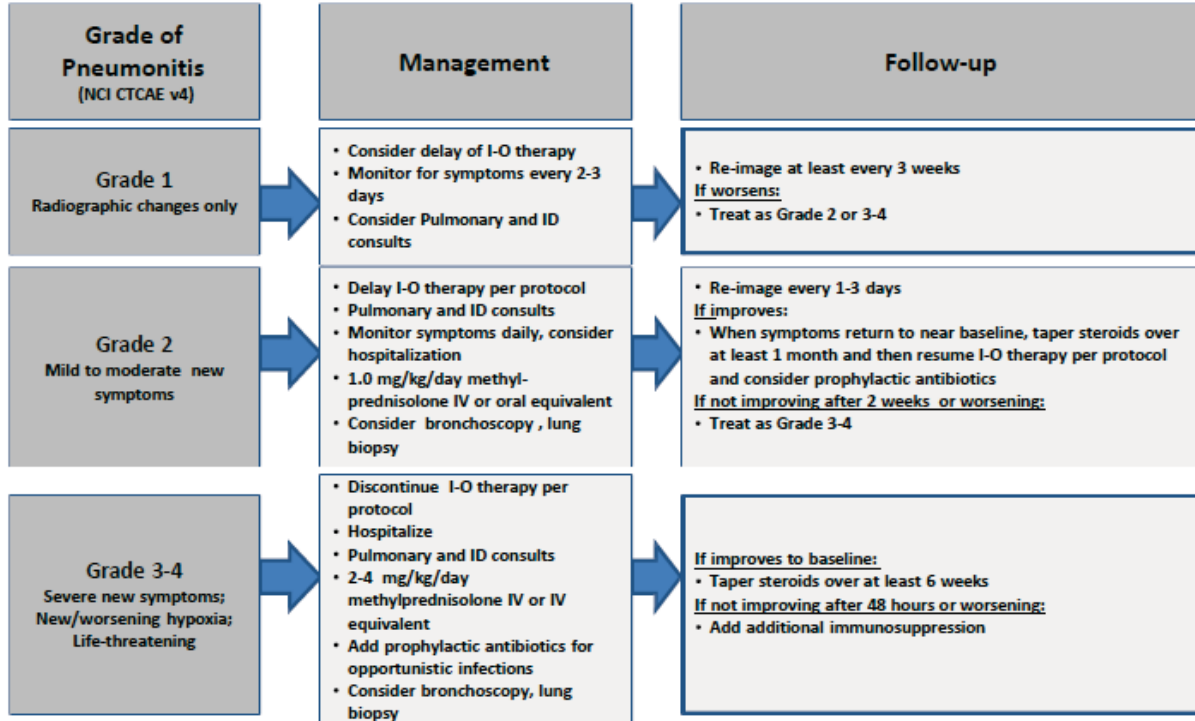 Grade of
Pneumonitis
(NCI CTCAE v4)
Management
Follow-up
Grade 1
Radiographic changes only
• Consider delay of I-O therapy
• Monitor for symptoms every 2-3
days
• Consider Pulmonary and ID
consults
• Re-image at least every 3 weeks
If worsens:
• Treat as Grade 2 or 3-4
Grade 2
Mild to moderate new
symptoms
• Delay I-O therapy per protocol
• Pulmonary and ID consults
• Monitor symptoms daily, consider
hospitalization
• 1.0 mg/kg/day methyl-
prednisolone IV or oral equivalent
• Consider bronchoscopy , lung
biopsy
• Re-image every 1-3 days
If improves:
• When symptoms return to near baseline, taper steroids over
at least 1 month and then resume I-O therapy per protocol
and consider prophylactic antibiotics
If not improving after 2 weeks or worsening:
• Treat as Grade 3-4
Grade 3-4
Severe new symptoms;
New/worsening hypoxia;
Life-threatening
• Discontinue I-O therapy per
protocol
• Hospitalize
• Pulmonary and ID consults
• 2-4 mg/kg/day
methylprednisolone IV or IV
equivalent
• Add prophylactic antibiotics for
opportunistic infections
• Consider bronchoscopy, lung
biopsy
If improves to baseline:
• Taper steroids over at least 6 weeks
If not improving after 48 hours or worsening:
• Add additional immunosuppression